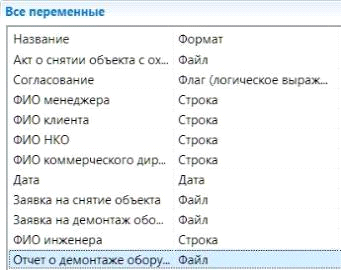 Все переменные
Название Формат
Акт о снятии объекта с ох... Файл
Согласование Флаг (логическое выраж...
ФИО менеджера Строка
ФИО клиента Строка
ФИО НКО Строка
ФИО коммерческого дир... Строка
Дата Дата
Заявка на снятие объекта Файл
Заявка на демонтаж обо... Файл
ФИО инженера Строка
Отчет о демонтаже обору... Файл